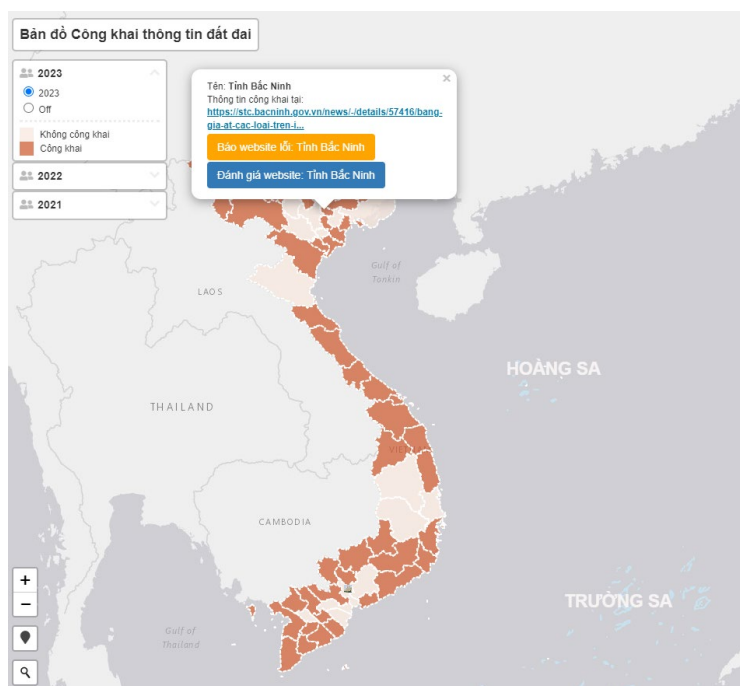 Bản đồ Công khai thông tin đất đai
2023
2023
Off
Không công khai
Công khai
2022
2021
×
Tên: Tỉnh Bắc Ninh
Thông tin công khai tại:
https://stc.bacninh.gov.vn/news/-/details/57416/bang-
gia-at-cac-loai-tren-i...
Báo website lỗi: Tỉnh Bắc Ninh
Đánh giá website: Tỉnh Bắc Ninh
Gulf of
Tonkin
LAOS
HOÀNG SA
THAILAND
CAMBODIA
TRƯỜNG SA
Gulf of
Thailand
+
−